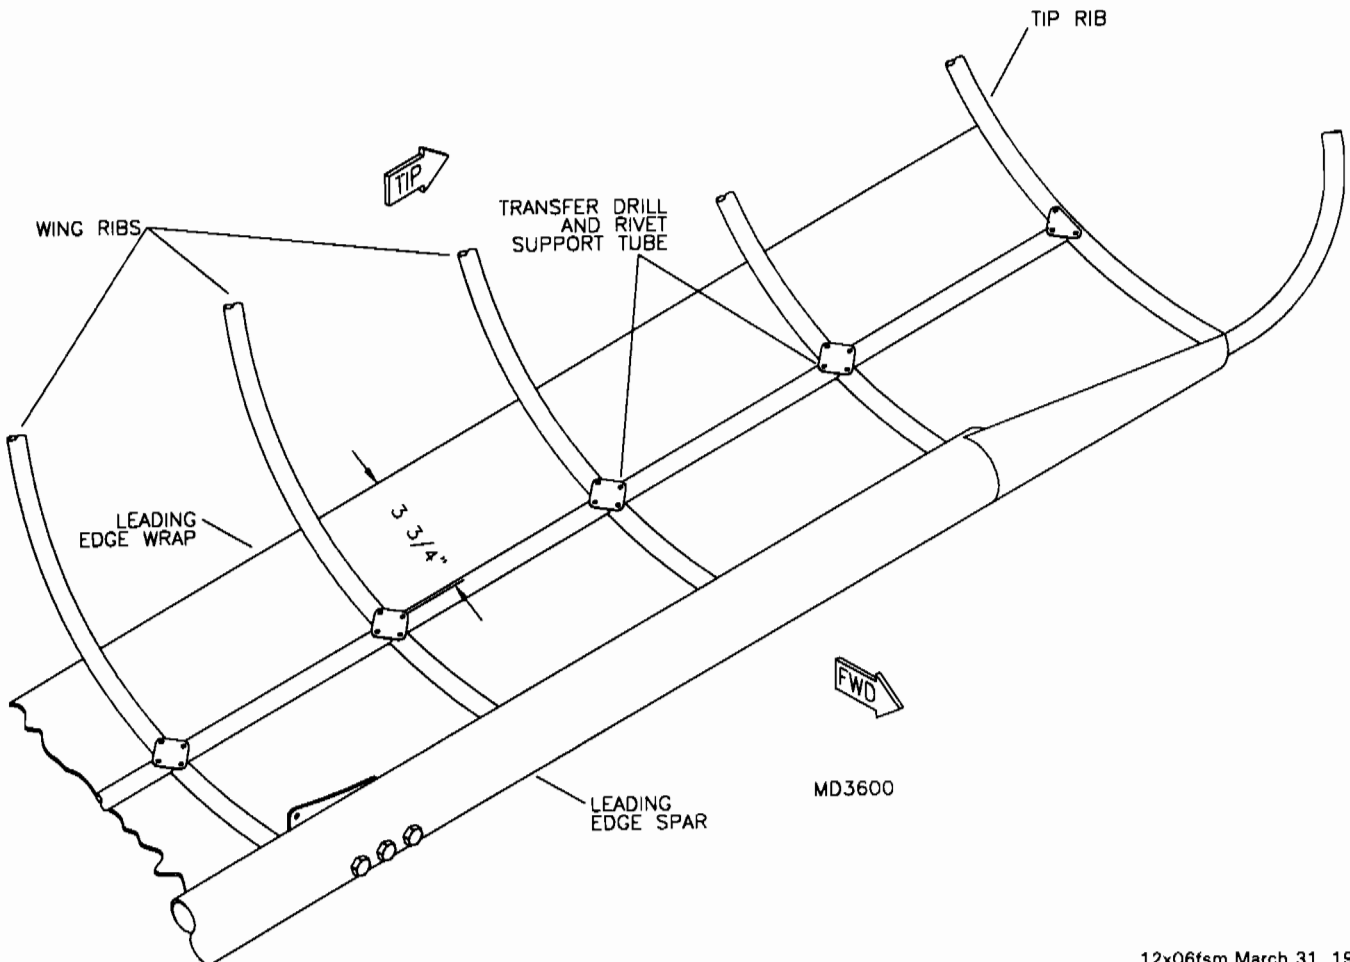 TIP RIB
TIP
WING RIBS
TRANSFER DRILL
AND RIVET
SUPPORT TUBE
LEADING
EDGE WRAP
3 3/4"
FWD
MD3600
LEADING
EDGE SPAR
12x06fsm March 31, 19